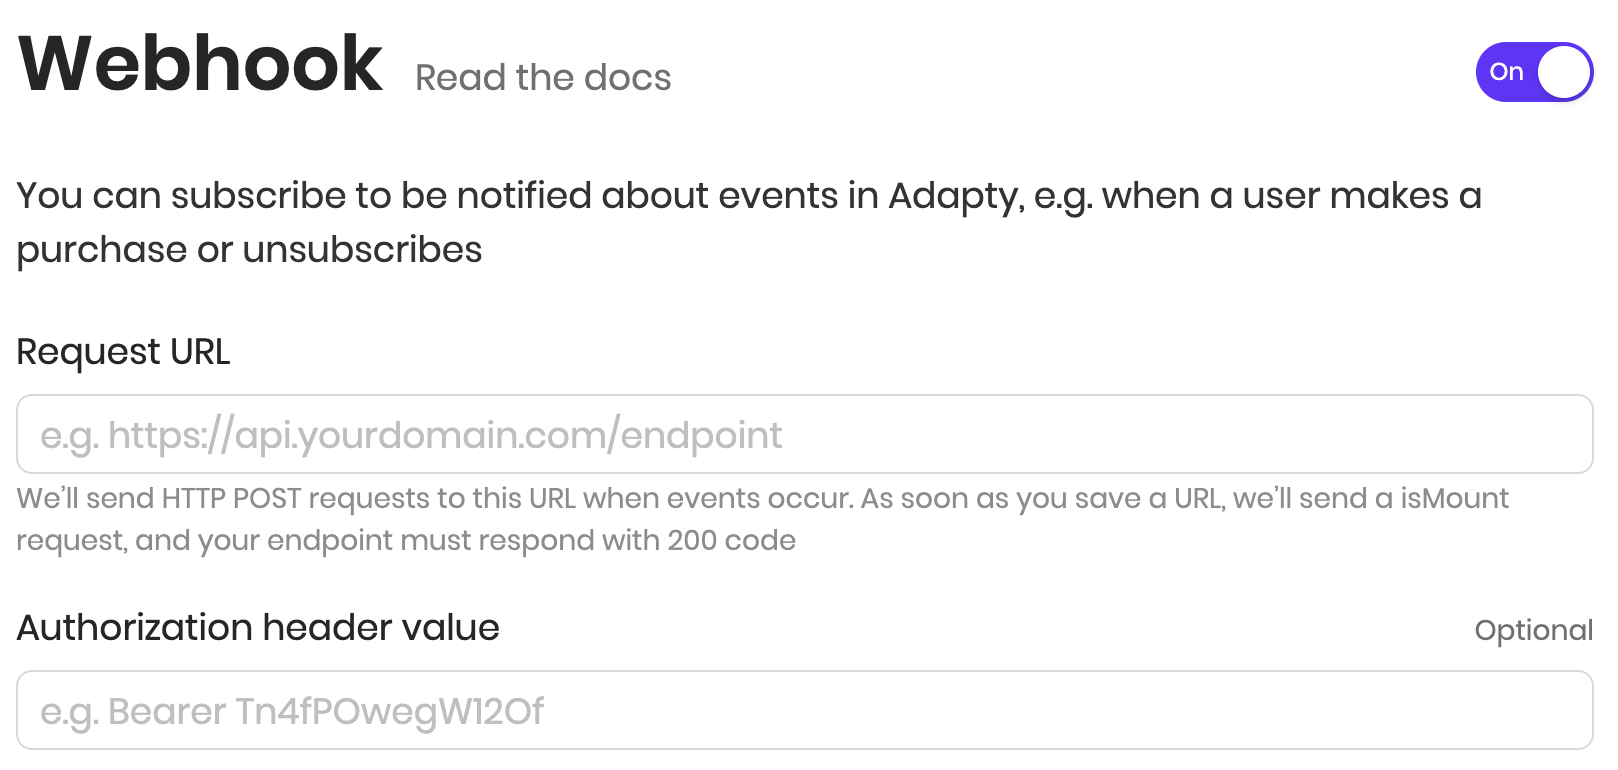 Webhook Read the docs
On
You can subscribe to be notified about events in Adapty, e.g. when a user makes a
purchase or unsubscribes
Request URL
e.g. https://api.yourdomain.com/endpoint
We’ll send HTTP POST requests to this URL when events occur. As soon as you save a URL, we’ll send a isMount
request, and your endpoint must respond with 200 code
Authorization header value
Optional
e.g. Bearer Tn4fPOwegW12Of